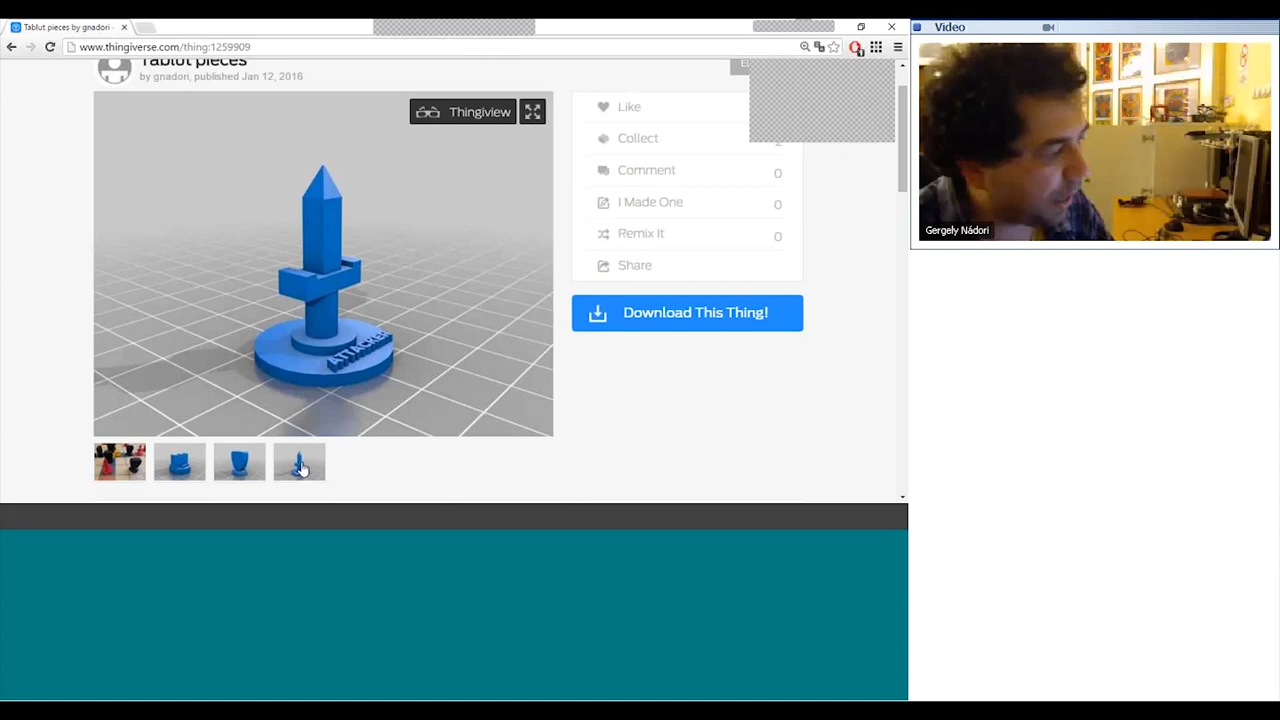 Tablut pieces by gnadori -
www.thingiverse.com/thing:1259909
Tablut pieces
by gnadori, published Jan 12, 2016
Thingiview
ATTACKER
Like
Collect
Comment 0
I Made One 0
Remix It 0
Share
Download This Thing!
Video
Gergely Nádori